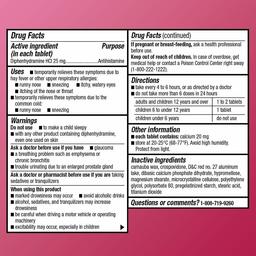 Drug Facts
Active ingredient
(in each tablet)
Purpose
Diphenhydramine HCl 25 mg
Antihistamine
Uses
■ temporarily relieves these symptoms due to
hay fever or other upper respiratory allergies:
■ runny nose ■ sneezing ■ itchy, watery eyes
■ itching of the nose or throat
■ temporarily relieves these symptoms due to the
common cold:
■ runny nose ■ sneezing
Warnings
Do not use ■ to make a child sleepy
■ with any other product containing diphenhydramine,
even one used on skin
Ask a doctor before use if you have ■ glaucoma
■ a breathing problem such as emphysema or
chronic bronchitis
■ trouble urinating due to an enlarged prostate gland
Ask a doctor or pharmacist before use if you are taking
sedatives or tranquilizers
When using this product
■ marked drowsiness may occur ■ avoid alcoholic drinks
■ alcohol, sedatives, and tranquilizers may increase
drowsiness
■ be careful when driving a motor vehicle or operating
machinery
■ excitability may occur, especially in children
Drug Facts (continued)
If pregnant or breast-feeding, ask a health professional
before use.
Keep out of reach of children. In case of overdose, get
medical help or contact a Poison Control Center right away
(1-800-222-1222).
Directions
■ take every 4 to 6 hours, or as directed by a doctor
■ do not take more than 6 doses in 24 hours
adults and children 12 years and over
1 to 2 tablets
children 6 to under 12 years
1 tablet
children under 6 years
do not use
Other information
■ each tablet contains: calcium 20 mg
■ store at 20-25°C (68-77°F). Avoid high humidity.
Protect from light.
Inactive ingredients
carnauba wax, crospovidone, D&C red no. 27 aluminum
lake, dibasic calcium phosphate dihydrate, hypromellose,
magnesium stearate, microcrystalline cellulose, polyethylene
glycol, polysorbate 80, pregelatinized starch, stearic acid,
titanium dioxide
Questions or comments? 1-800-719-9260